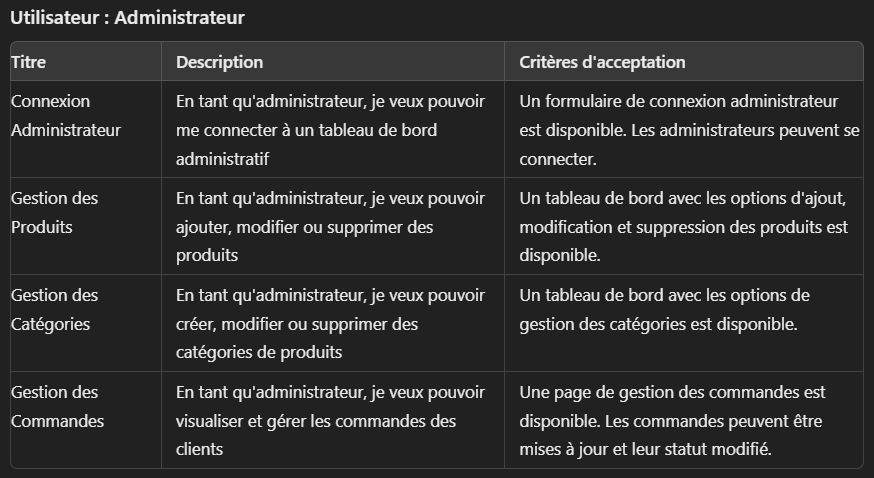 Utilisateur : Administrateur
Titre Description Critères d'acceptation
Connexion En tant qu'administrateur, je veux pouvoir Un formulaire de connexion administrateur
Administrateur me connecter à un tableau de bord est disponible. Les administrateurs peuvent se
administratif connecter.
Gestion des En tant qu'administrateur, je veux pouvoir Un tableau de bord avec les options d'ajout,
Produits ajouter, modifier ou supprimer des modification et suppression des produits est
produits disponible.
Gestion des En tant qu'administrateur, je veux pouvoir Un tableau de bord avec les options de
Catégories créer, modifier ou supprimer des gestion des catégories est disponible.
catégories de produits
Gestion des En tant qu'administrateur, je veux pouvoir Une page de gestion des commandes est
Commandes visualiser et gérer les commandes des disponible. Les commandes peuvent être
clients mises à jour et leur statut modifié.